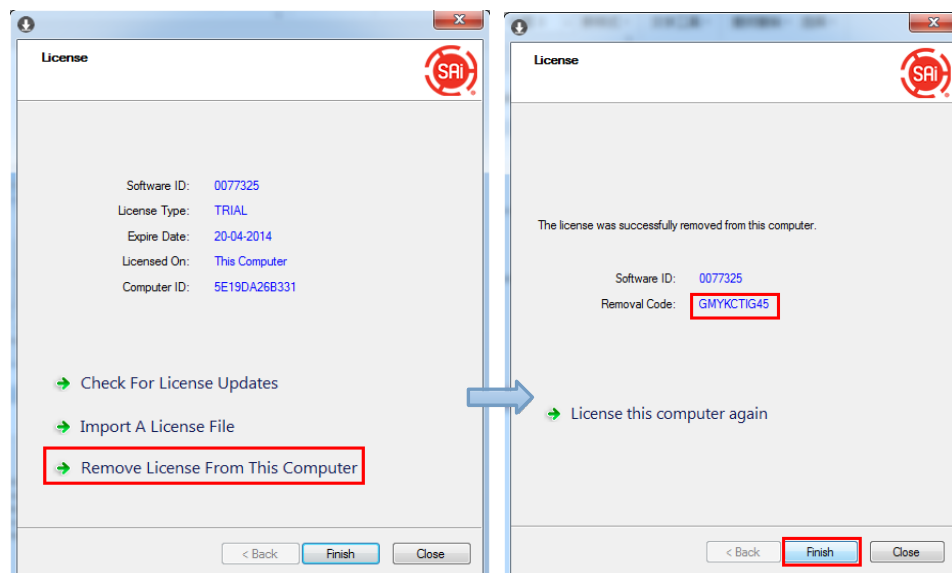 License
SAi
Software ID: 0077325
License Type: TRIAL
Expire Date: 20-04-2014
Licensed On: This Computer
Computer ID: 5E19DA26B331
Check For License Updates
Import A License File
Remove License From This Computer
< Back Finish Close
License
SAi
The license was successfully removed from this computer.
Software ID: 0077325
Removal Code: GMYKCTIG45
License this computer again
< Back Finish Close